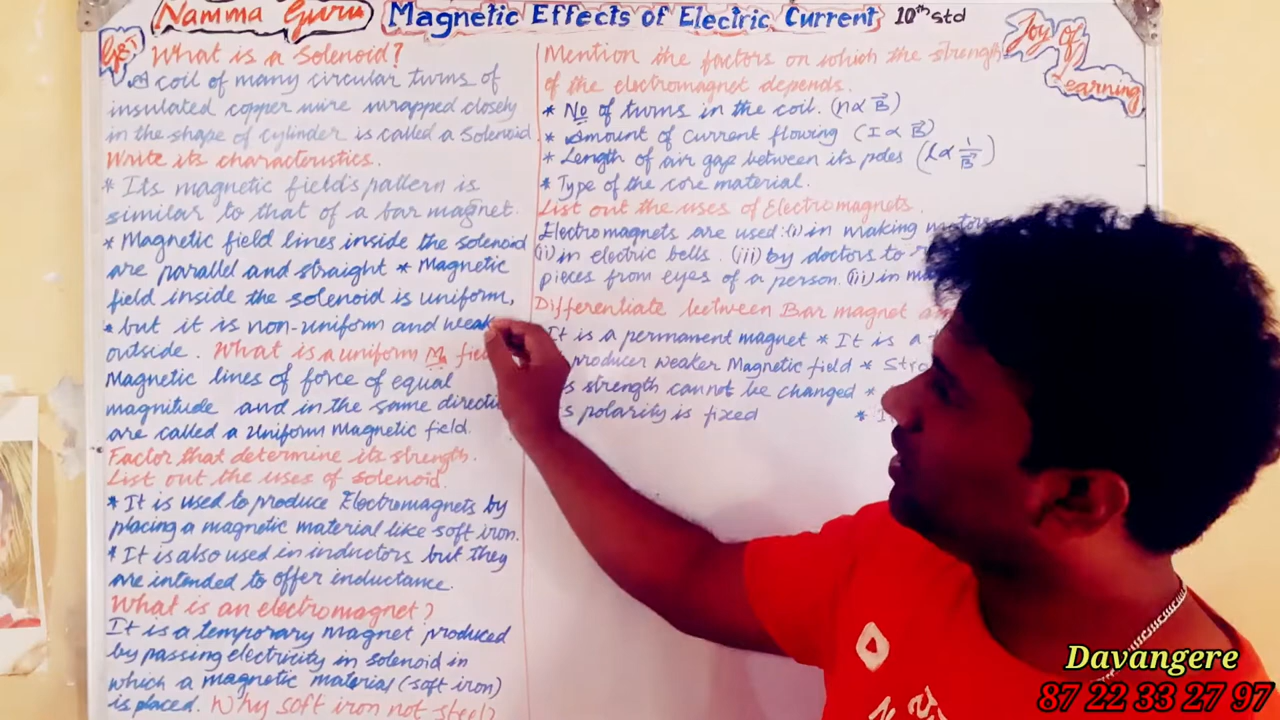 Namma Guru Magnetic Effects of Electric Current 10th std
Joy of
Learning
G&T What is a Solenoid?
A coil of many circular turns of
insulated copper wire wrapped closely
in the shape of cylinder is called a Solenoid
Write its characteristics.
* Its magnetic field's pattern is
similar to that of a bar magnet.
* Magnetic field lines inside the solenoid
are parallel and straight * Magnetic
field inside the solenoid is uniform,
* but it is non-uniform and weak
outside. What is a uniform Mg
Magnetic lines of force of equal
magnitude and in the same
are called a Uniform Magnetic field.
Factor that determine its strength.
List out the uses of solenoid.
* It is used to produce Electromagnets by
placing a magnetic material like soft iron.
* It is also used in inductors but they
are intended to offer inductance.
What is an electromagnet?
It is a temporary magnet produced
by passing electricity in solenoid in
which a magnetic material (soft iron)
is placed. Why soft iron not steel?
Mention the factors on which the strength
of the electromagnet depends.
* No of turns in the coil. (n∝ B⃗)
* Amount of current flowing (I ∝ B⃗)
* Length of air gap between its poles (l∝ 1/B⃗)
* Type of the core material.
List out the uses of Electromagnets.
Electromagnets are used: (i) in making motors
(ii) in electric bells. (iii) by doctors to
pieces from eyes of a person. (iii) in
Differentiate between Bar magnet
It is a permanent magnet * It is a
producer weaker Magnetic field *
strength cannot be changed *
polarity is fixed *
Davangere
87 22 33 27 97